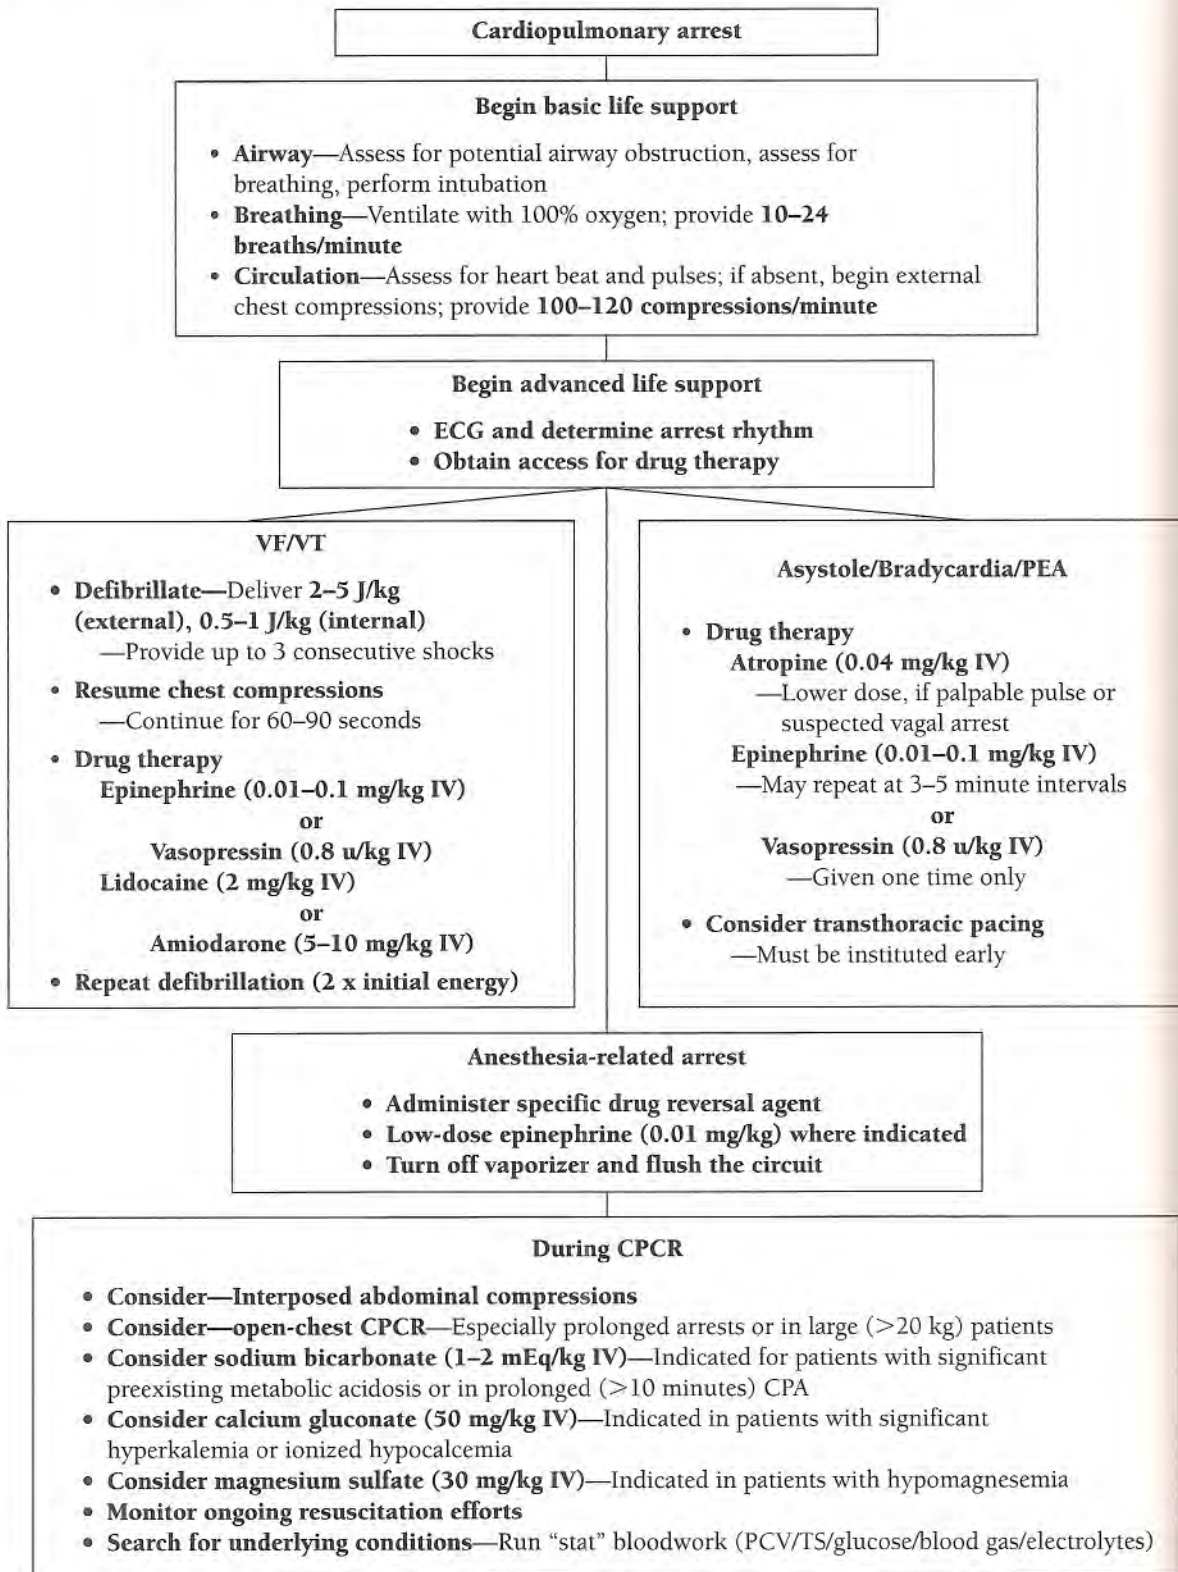 Cardiopulmonary arrest
Begin basic life support
• Airway—Assess for potential airway obstruction, assess for
breathing, perform intubation
• Breathing—Ventilate with 100% oxygen; provide 10–24
breaths/minute
• Circulation—Assess for heart beat and pulses; if absent, begin external
chest compressions; provide 100–120 compressions/minute
Begin advanced life support
• ECG and determine arrest rhythm
• Obtain access for drug therapy
VF/VT
• Defibrillate—Deliver 2–5 J/kg
(external), 0.5–1 J/kg (internal)
—Provide up to 3 consecutive shocks
• Resume chest compressions
—Continue for 60–90 seconds
• Drug therapy
Epinephrine (0.01–0.1 mg/kg IV)
or
Vasopressin (0.8 u/kg IV)
Lidocaine (2 mg/kg IV)
or
Amiodarone (5–10 mg/kg IV)
• Repeat defibrillation (2 x initial energy)
Asystole/Bradycardia/PEA
• Drug therapy
Atropine (0.04 mg/kg IV)
—Lower dose, if palpable pulse or
suspected vagal arrest
Epinephrine (0.01–0.1 mg/kg IV)
—May repeat at 3–5 minute intervals
or
Vasopressin (0.8 u/kg IV)
—Given one time only
• Consider transthoracic pacing
—Must be instituted early
Anesthesia-related arrest
• Administer specific drug reversal agent
• Low-dose epinephrine (0.01 mg/kg) where indicated
• Turn off vaporizer and flush the circuit
During CPCR
• Consider—Interposed abdominal compressions
• Consider—open-chest CPCR—Especially prolonged arrests or in large (>20 kg) patients
• Consider sodium bicarbonate (1–2 mEq/kg IV)—Indicated for patients with significant
preexisting metabolic acidosis or in prolonged (>10 minutes) CPA
• Consider calcium gluconate (50 mg/kg IV)—Indicated in patients with significant
hyperkalemia or ionized hypocalcemia
• Consider magnesium sulfate (30 mg/kg IV)—Indicated in patients with hypomagnesemia
• Monitor ongoing resuscitation efforts
• Search for underlying conditions—Run “stat” bloodwork (PCV/TS/glucose/blood gas/electrolytes)